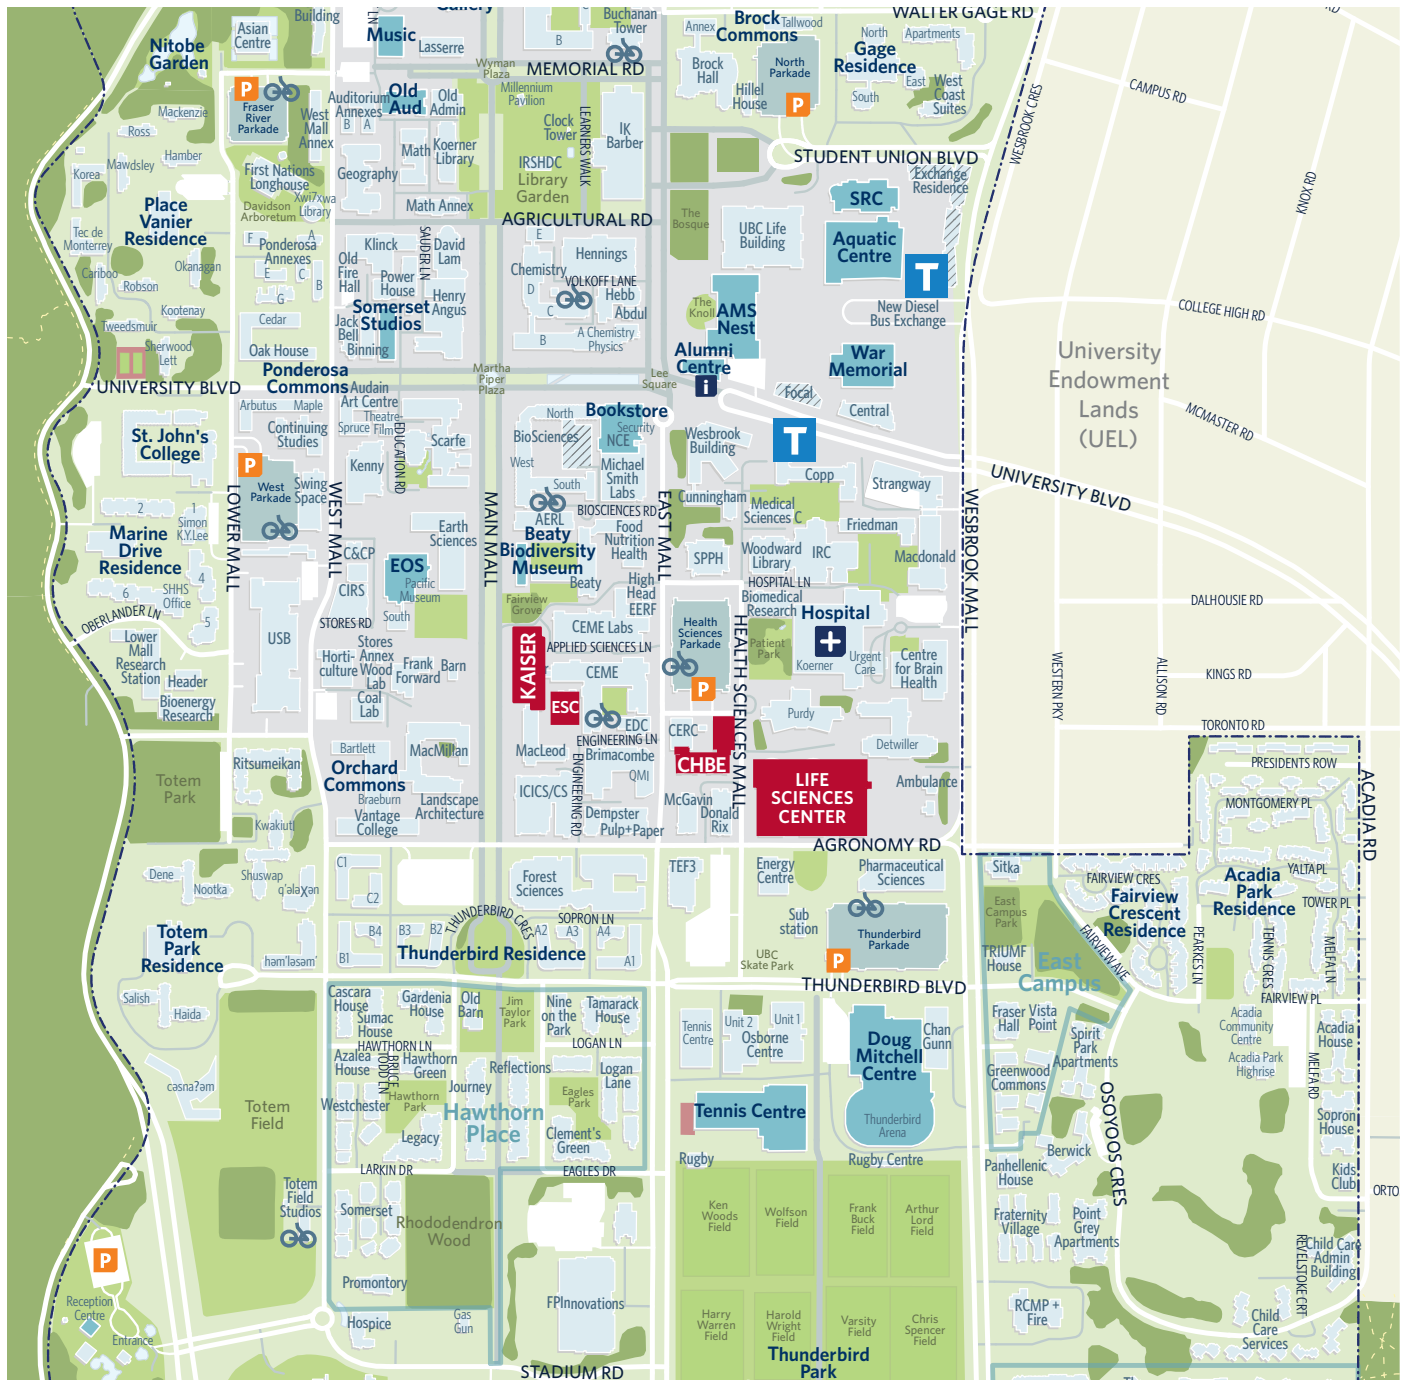 Building
LN
Gallery
Buchanan
Tower
B
Brock
Commons
Tallwood
Annex
WALTER GAGE RD
RD
Asian
Centre
Nitobe
Garden
Music
Lasserre
Wyman
Plaza
MEMORIAL RD
Brock
Hall
North
Parkade
P
Hillel
House
North
Apartments
Gage
Residence
East
South
West
Coast
Suites
CAMPUS RD
WESBROOK CRES
KNOX RD
P
Fraser
River
Parkade
Mackenzie
Ross
Hamber
Mawdsley
Korea
West
Mall
Annex
Auditorium
Annexes
B
A
Old
Aud
Old
Admin
Millennium
Pavilion
Clock
Tower
LEARNERS WALK
IK
Barber
Math
Koerner
Library
Geography
Math Annex
IRSHDC
Library
Garden
STUDENT UNION BLVD
Exchange
Residence
First Nations
Longhouse
Xwi7xwa
Library
Davidson
Arboretum
Place
Vanier
Residence
Tec de
Monterrey
Cariboo
Robson
Okanagan
Kootenay
Tweedsmuir
Sherwood
Lett
AGRICULTURAL RD
The
Bosque
SRC
UBC Life
Building
Aquatic
Centre
T
New Diesel
Bus Exchange
F
A
Ponderosa
Annexes
E
C
B
G
Klinck
SAUDER LN
David
Lam
Old
Fire
Hall
Power
House
Henry
Angus
Somerset
Studios
Jack
Bell
Binning
E
Hennings
Chemistry
VOLKOFF LANE
D
Hebb
C
Abdul
A Chemistry
Physics
B
The
Knoll
AMS
Nest
Alumni
Centre
i
War
Memorial
COLLEGE HIGH RD
University
Endowment
Lands
(UEL)
MCMASTER RD
Cedar
Oak House
Ponderosa
Commons
UNIVERSITY BLVD
Martha
Piper
Plaza
Lee
Square
Focal
Central
T
UNIVERSITY BLVD
Arbutus
Maple
Audain
Art Centre
Theatre-
Film
Spruce
Continuing
Studies
St. John's
College
EDUCATION RD
Scarfe
Kenny
North
BioSciences
West
South
Bookstore
Security
NCE
Michael
Smith
Labs
Wesbrook
Building
Copp
Strangway
P
West
Parkade
Swing
Space
LOWER MALL
WEST MALL
MAIN MALL
EAST MALL
WESBROOK MALL
2
1
Simon
K.Y.Lee
Marine
Drive
Residence
4
6
SHHS
Office
5
OBERLANDER LN
Earth
Sciences
C&CP
EOS
Pacific
Museum
CIRS
South
STORES RD
BIOSCIENCES RD
AERL
Beaty
Biodiversity
Museum
Beaty
Food
Nutrition
Health
High
Head
EERF
Fairview
Grove
CEME Labs
Cunningham
Medical
Sciences C
Friedman
SPPH
Woodward
Library
IRC
Macdonald
HOSPITAL LN
Biomedical
Research
Hospital
Health
Sciences
Parkade
P
HEALTH SCIENCES MALL
Patient
Park
Koerner
Urgent
Care
Centre
for Brain
Health
DALHOUSIE RD
KINGS RD
WESTERN PKY
ALLISON RD
TORONTO RD
USB
Lower
Mall
Research
Station
Header
Bioenergy
Research
Horti-
culture
Stores
Annex
Wood
Lab
Coal
Lab
Frank
Forward
Barn
KAISER
APPLIED SCIENCES LN
CEME
ESC
EDC
ENGINEERING LN
Brimacombe
MacLeod
QMI
ICICS/CS
ENGINEERING RD
Dempster
Pulp+Paper
CERC
CHBE
McGavin
Donald
Rix
Purdy
Detwiller
LIFE
SCIENCES
CENTER
Ambulance
Totem
Park
Ritsumeikan
Bartlett
MacMillan
Orchard
Commons
Braeburn
Vantage
College
Landscape
Architecture
AGRONOMY RD
PRESIDENTS ROW
MONTGOMERY PL
ACADIA RD
YALTA PL
TOWER PL
Kwakiutl
Dene
Nootka
Shuswap
q'əlaχən
C1
C2
Forest
Sciences
TEF3
Energy
Centre
Pharmaceutical
Sciences
Sitka
FAIRVIEW CRES
Acadia
Park
Residence
Fairview
Crescent
Residence
Totem
Park
Residence
həm'ləsəm'
B4
B3
B2
B1
THUNDERBIRD CRES
SOPRON LN
A2
A3
A4
A1
Thunderbird Residence
Sub
station
UBC
Skate Park
Thunderbird
Parkade
P
THUNDERBIRD BLVD
East
Campus
Park
TRIUMF
House
East
Campus
FAIRVIEW AVE
PEARKES LN
TENNIS CRES
MELFA LN
FAIRVIEW PL
Salish
Haida
Cascara
House
Sumac
House
Gardenia
House
Old
Barn
Jim
Taylor
Park
Nine
on the
Park
Tamarack
House
LOGAN LN
HAWTHORN LN
Azalea
House
TODD LN
BRUCE
Hawthorn
Green
Reflections
Journey
Logan
Lane
Tennis
Centre
Unit 2
Unit 1
Osborne
Centre
Chan
Gunn
Doug
Mitchell
Centre
Fraser
Hall
Vista
Point
Spirit
Park
Apartments
Greenwood
Commons
Acadia
Community
Centre
Acadia
House
Acadia Park
Highrise
MELFA RD
Sopron
House
cəsnaʔəm
Totem
Field
Westchester
Hawthorn
Park
Hawthorn
Place
Legacy
Eagles
Park
Clement's
Green
Tennis Centre
Thunderbird
Arena
OSOYOOS CRES
LARKIN DR
EAGLES DR
Rugby
Rugby Centre
Panhellenic
House
Berwick
Kids
Club
ORTO
Totem
Field
Studios
Somerset
Rhododendron
Wood
Ken
Woods
Field
Wolfson
Field
Frank
Buck
Field
Arthur
Lord
Field
Fraternity
Village
Point
Grey
Apartments
REVELSTOKE CRT
Child Care
Admin
Building
P
Reception
Centre
Entrance
Promontory
Hospice
Gas
Gun
FPInnovations
Harry
Warren
Field
Harold
Wright
Field
Varsity
Field
Chris
Spencer
Field
RCMP +
Fire
Child
Care
Services
Thunderbird
Park
STADIUM RD